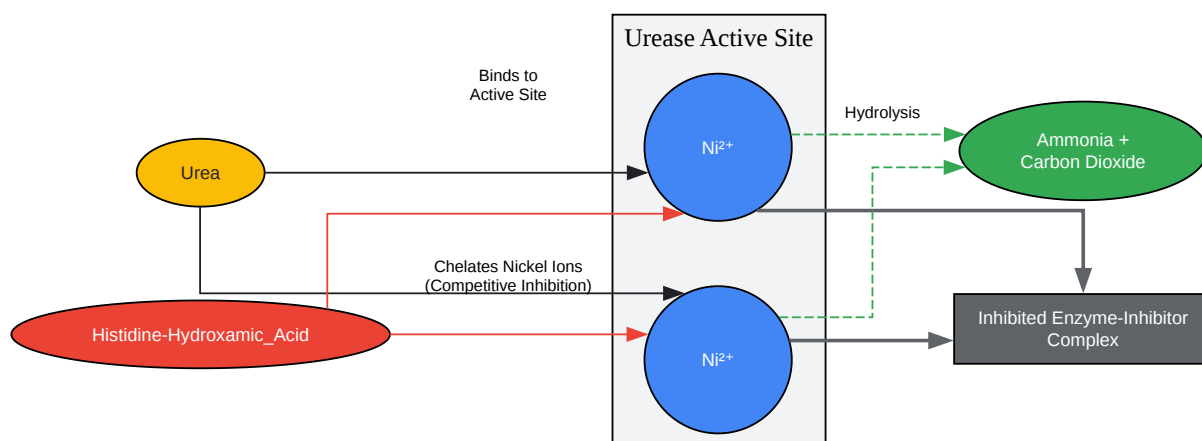 Urease Active Site
Binds to
Active Site
Hydrolysis
Ni²⁺
Ammonia +
Carbon Dioxide
Urea
Chelates Nickel Ions
(Competitive Inhibition)
Histidine-Hydroxamic_Acid
Inhibited Enzyme-Inhibitor
Complex
Ni²⁺